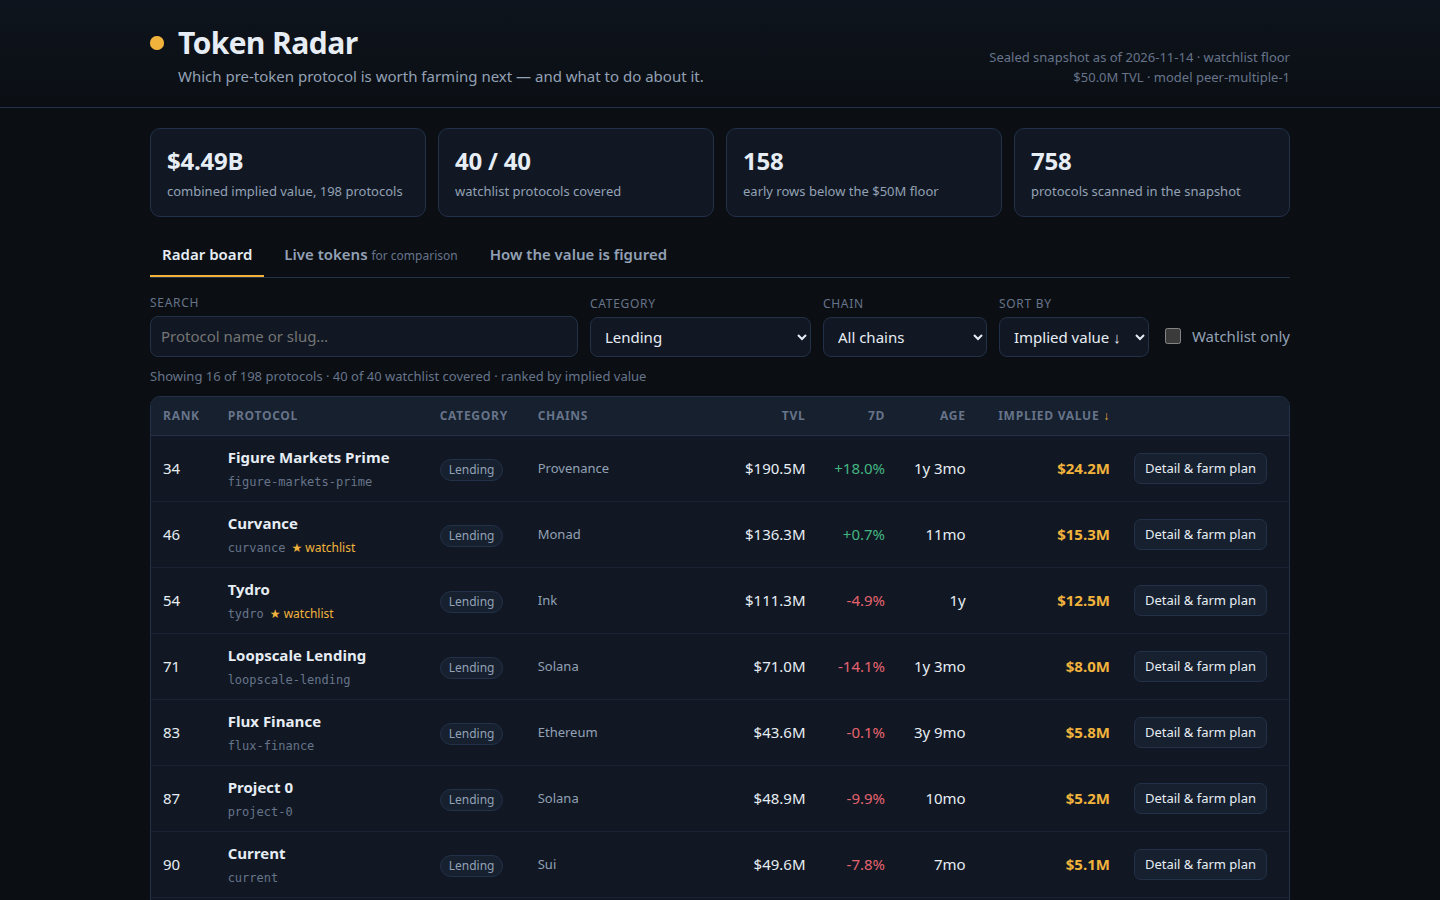 Token Radar
Which pre-token protocol is worth farming next — and what to do about it.
Sealed snapshot as of 2026-11-14 · watchlist floor
$50.0M TVL · model peer-multiple-1
$4.49B
combined implied value, 198 protocols
40 / 40
watchlist protocols covered
158
early rows below the $50M floor
758
protocols scanned in the snapshot
Radar board
Live tokens for comparison
How the value is figured
SEARCH
Protocol name or slug...
CATEGORY
Lending
CHAIN
All chains
SORT BY
Implied value ↓
Watchlist only
Showing 16 of 198 protocols · 40 of 40 watchlist covered · ranked by implied value
RANK PROTOCOL CATEGORY CHAINS TVL 7D AGE IMPLIED VALUE ↓
34 Figure Markets Prime Lending Provenance $190.5M +18.0% 1y 3mo $24.2M Detail & farm plan
figure-markets-prime
46 Curvance Lending Monad $136.3M +0.7% 11mo $15.3M Detail & farm plan
curvance ★ watchlist
54 Tydro Lending Ink $111.3M -4.9% 1y $12.5M Detail & farm plan
tydro ★ watchlist
71 Loopscale Lending Lending Solana $71.0M -14.1% 1y 3mo $8.0M Detail & farm plan
loopscale-lending
83 Flux Finance Lending Ethereum $43.6M -0.1% 3y 9mo $5.8M Detail & farm plan
flux-finance
87 Project 0 Lending Solana $48.9M -9.9% 10mo $5.2M Detail & farm plan
project-0
90 Current Lending Sui $49.6M -7.8% 7mo $5.1M Detail & farm plan
current